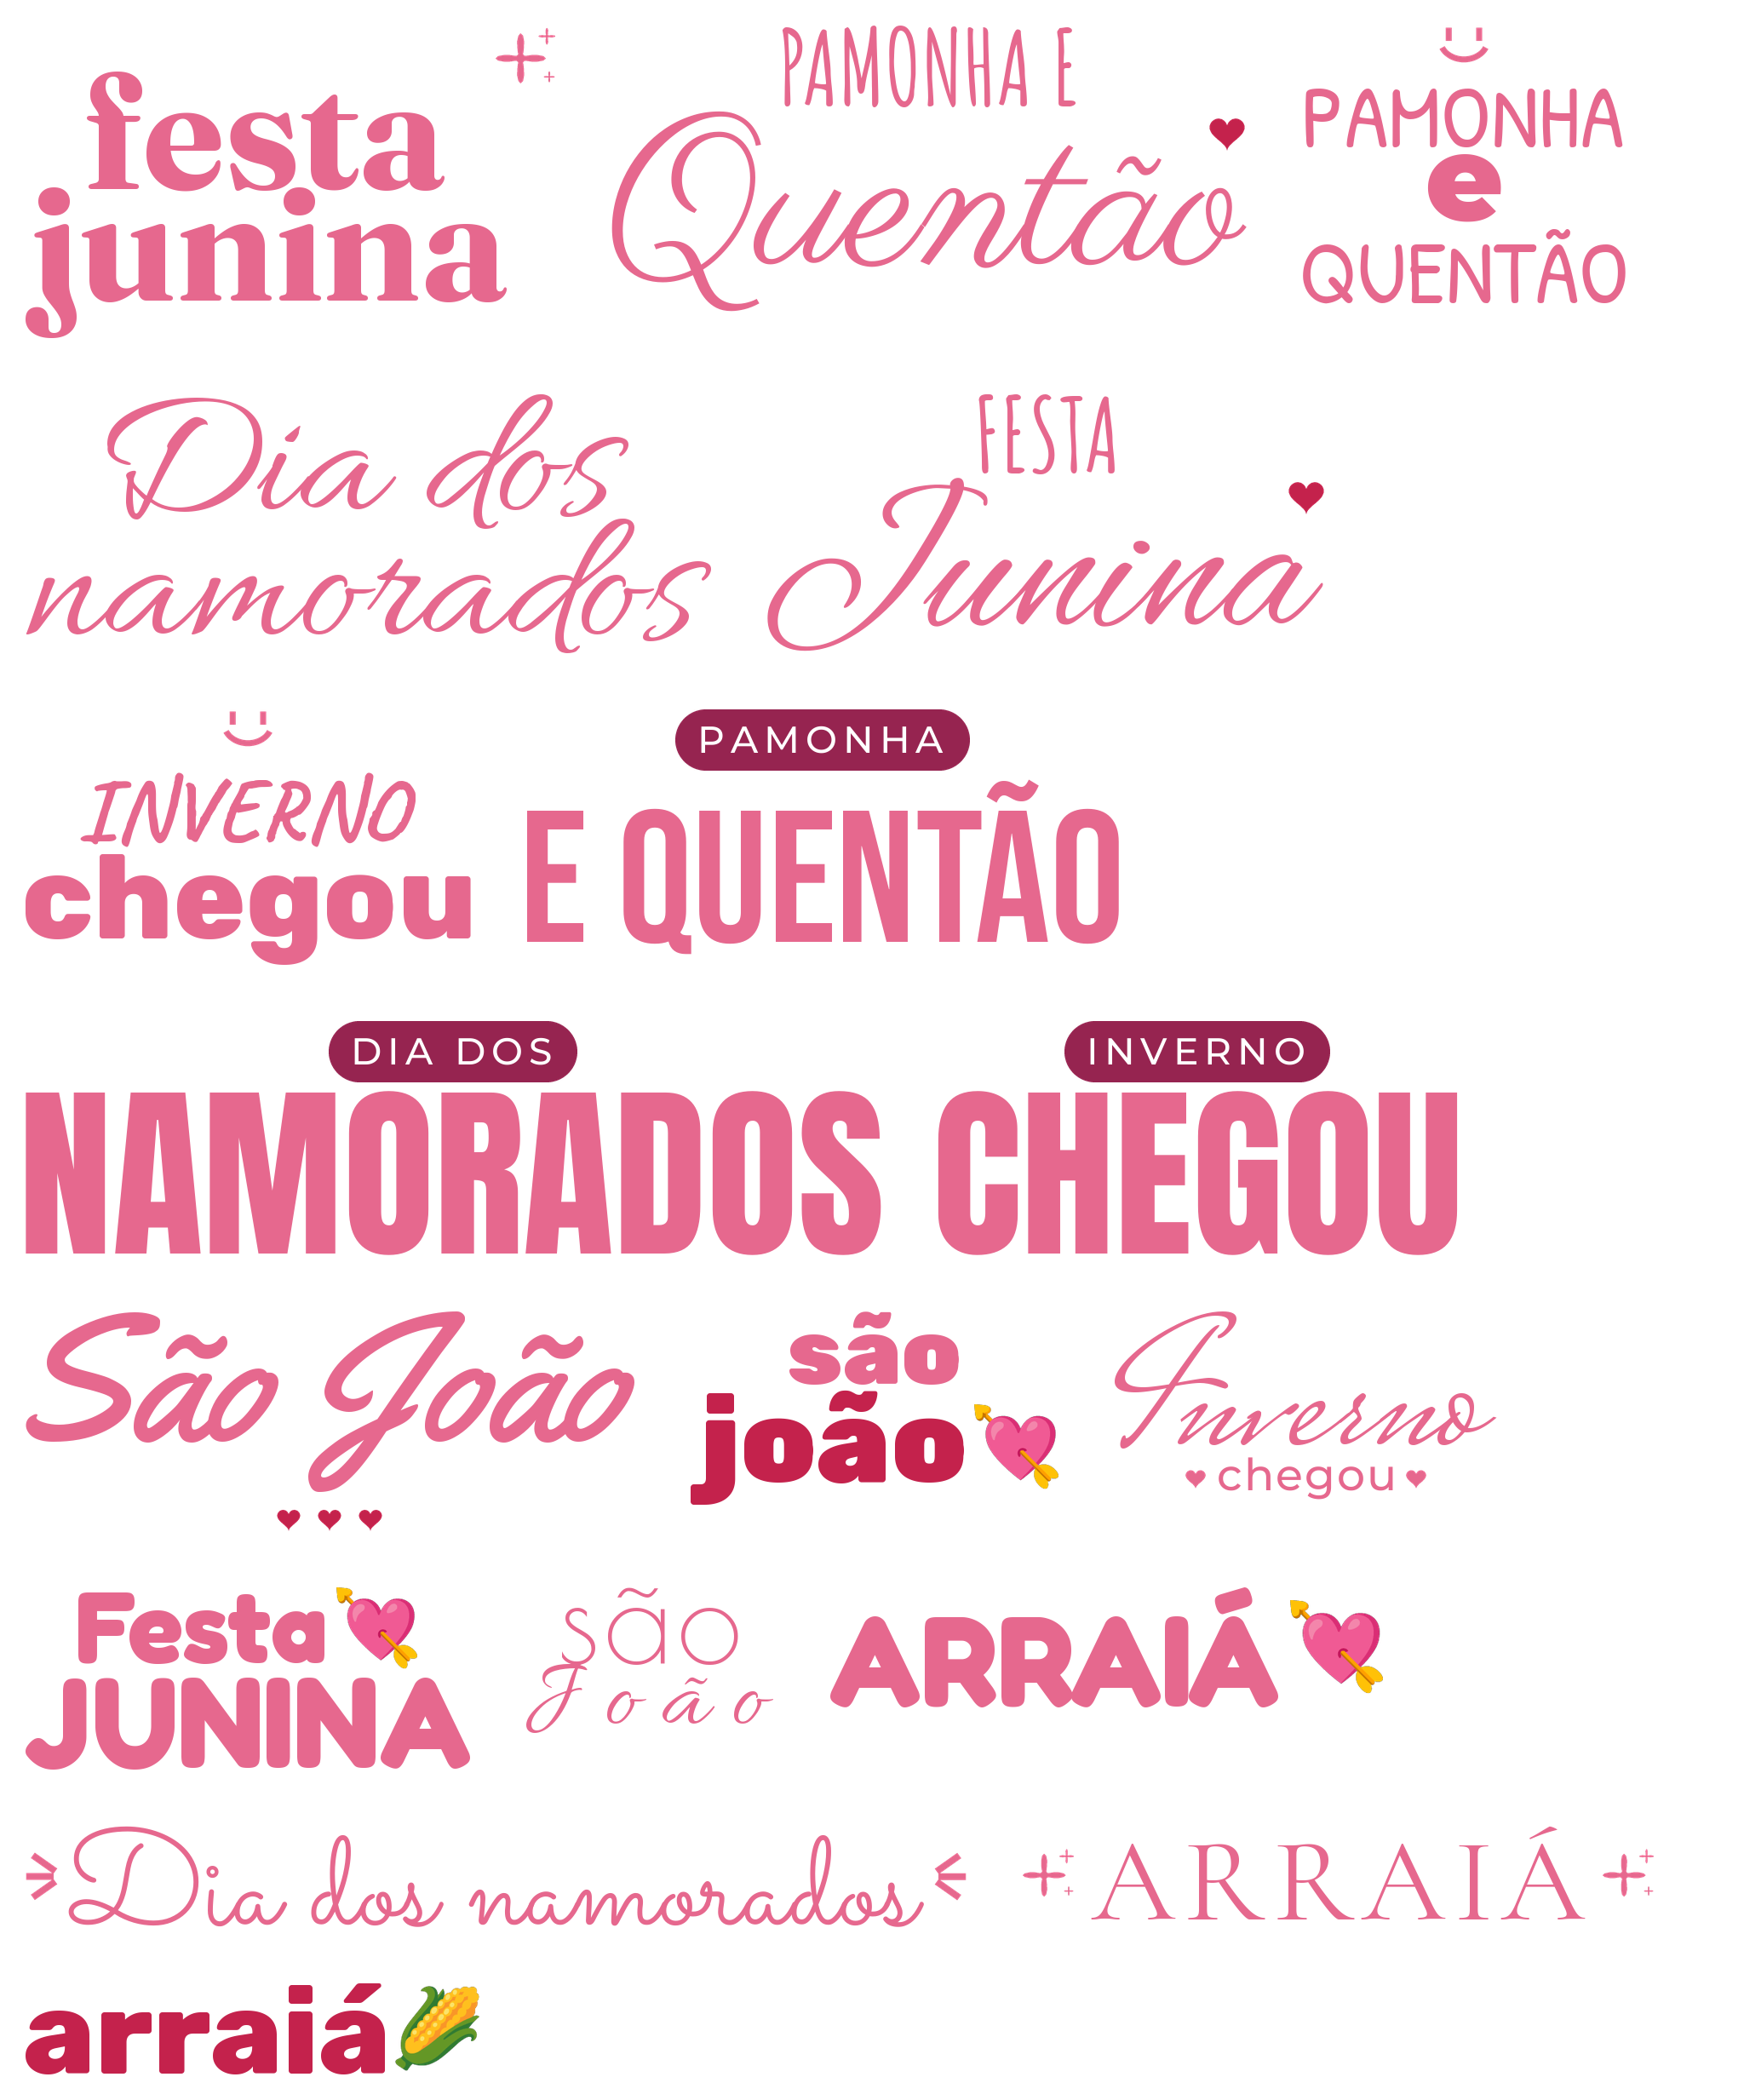 festa
junina
PAMONHA E
Quentão
PAMONHA
e
QUENTÃO
Dia dos
namorados
FESTA
Junina
INVERNO
chegou
PAMONHA
E QUENTÃO
DIA DOS
NAMORADOS
INVERNO
CHEGOU
São João
são
joão
Inverno
chegou
Festa
JUNINA
são
João
ARRAIÁ
Dia dos namorados
ARRAIÁ
arraiá